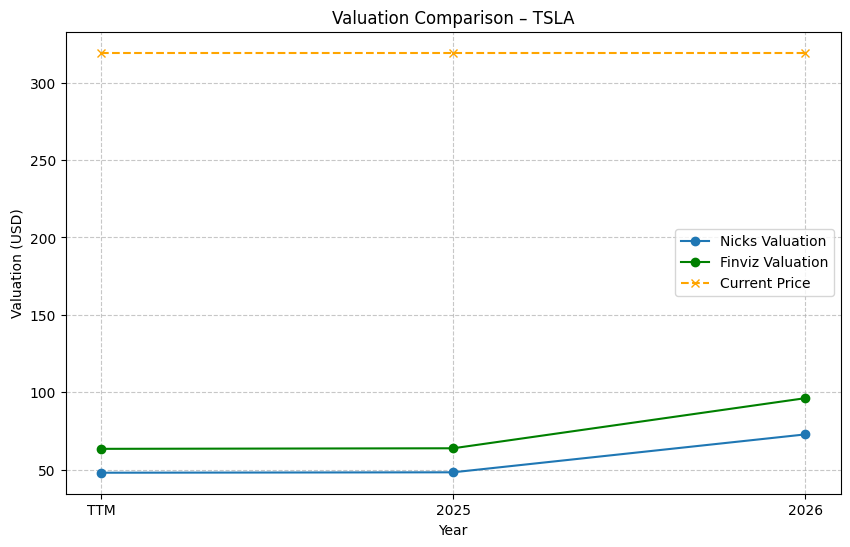 Valuation Comparison – TSLA
Valuation (USD)
300
250
200
150
100
50
Nicks Valuation
Finviz Valuation
Current Price
TTM
2025
2026
Year